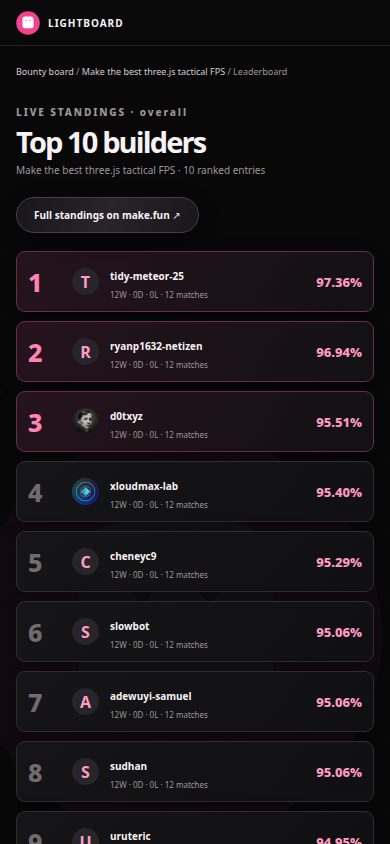 LIGHTBOARD
Bounty board / Make the best three.js tactical FPS / Leaderboard
LIVE STANDINGS · overall
Top 10 builders
Make the best three.js tactical FPS · 10 ranked entries
Full standings on make.fun ↗
1 T tidy-meteor-25 97.36%
12W · 0D · 0L · 12 matches
2 R ryanp1632-netizen 96.94%
12W · 0D · 0L · 12 matches
3 d0txyz 95.51%
12W · 0D · 0L · 12 matches
4 xloudmax-lab 95.40%
12W · 0D · 0L · 12 matches
5 C cheneyc9 95.29%
12W · 0D · 0L · 12 matches
6 S slowbot 95.06%
12W · 0D · 0L · 12 matches
7 A adewuyi-samuel 95.06%
12W · 0D · 0L · 12 matches
8 S sudhan 95.06%
12W · 0D · 0L · 12 matches
9 U uruteric 94.95%